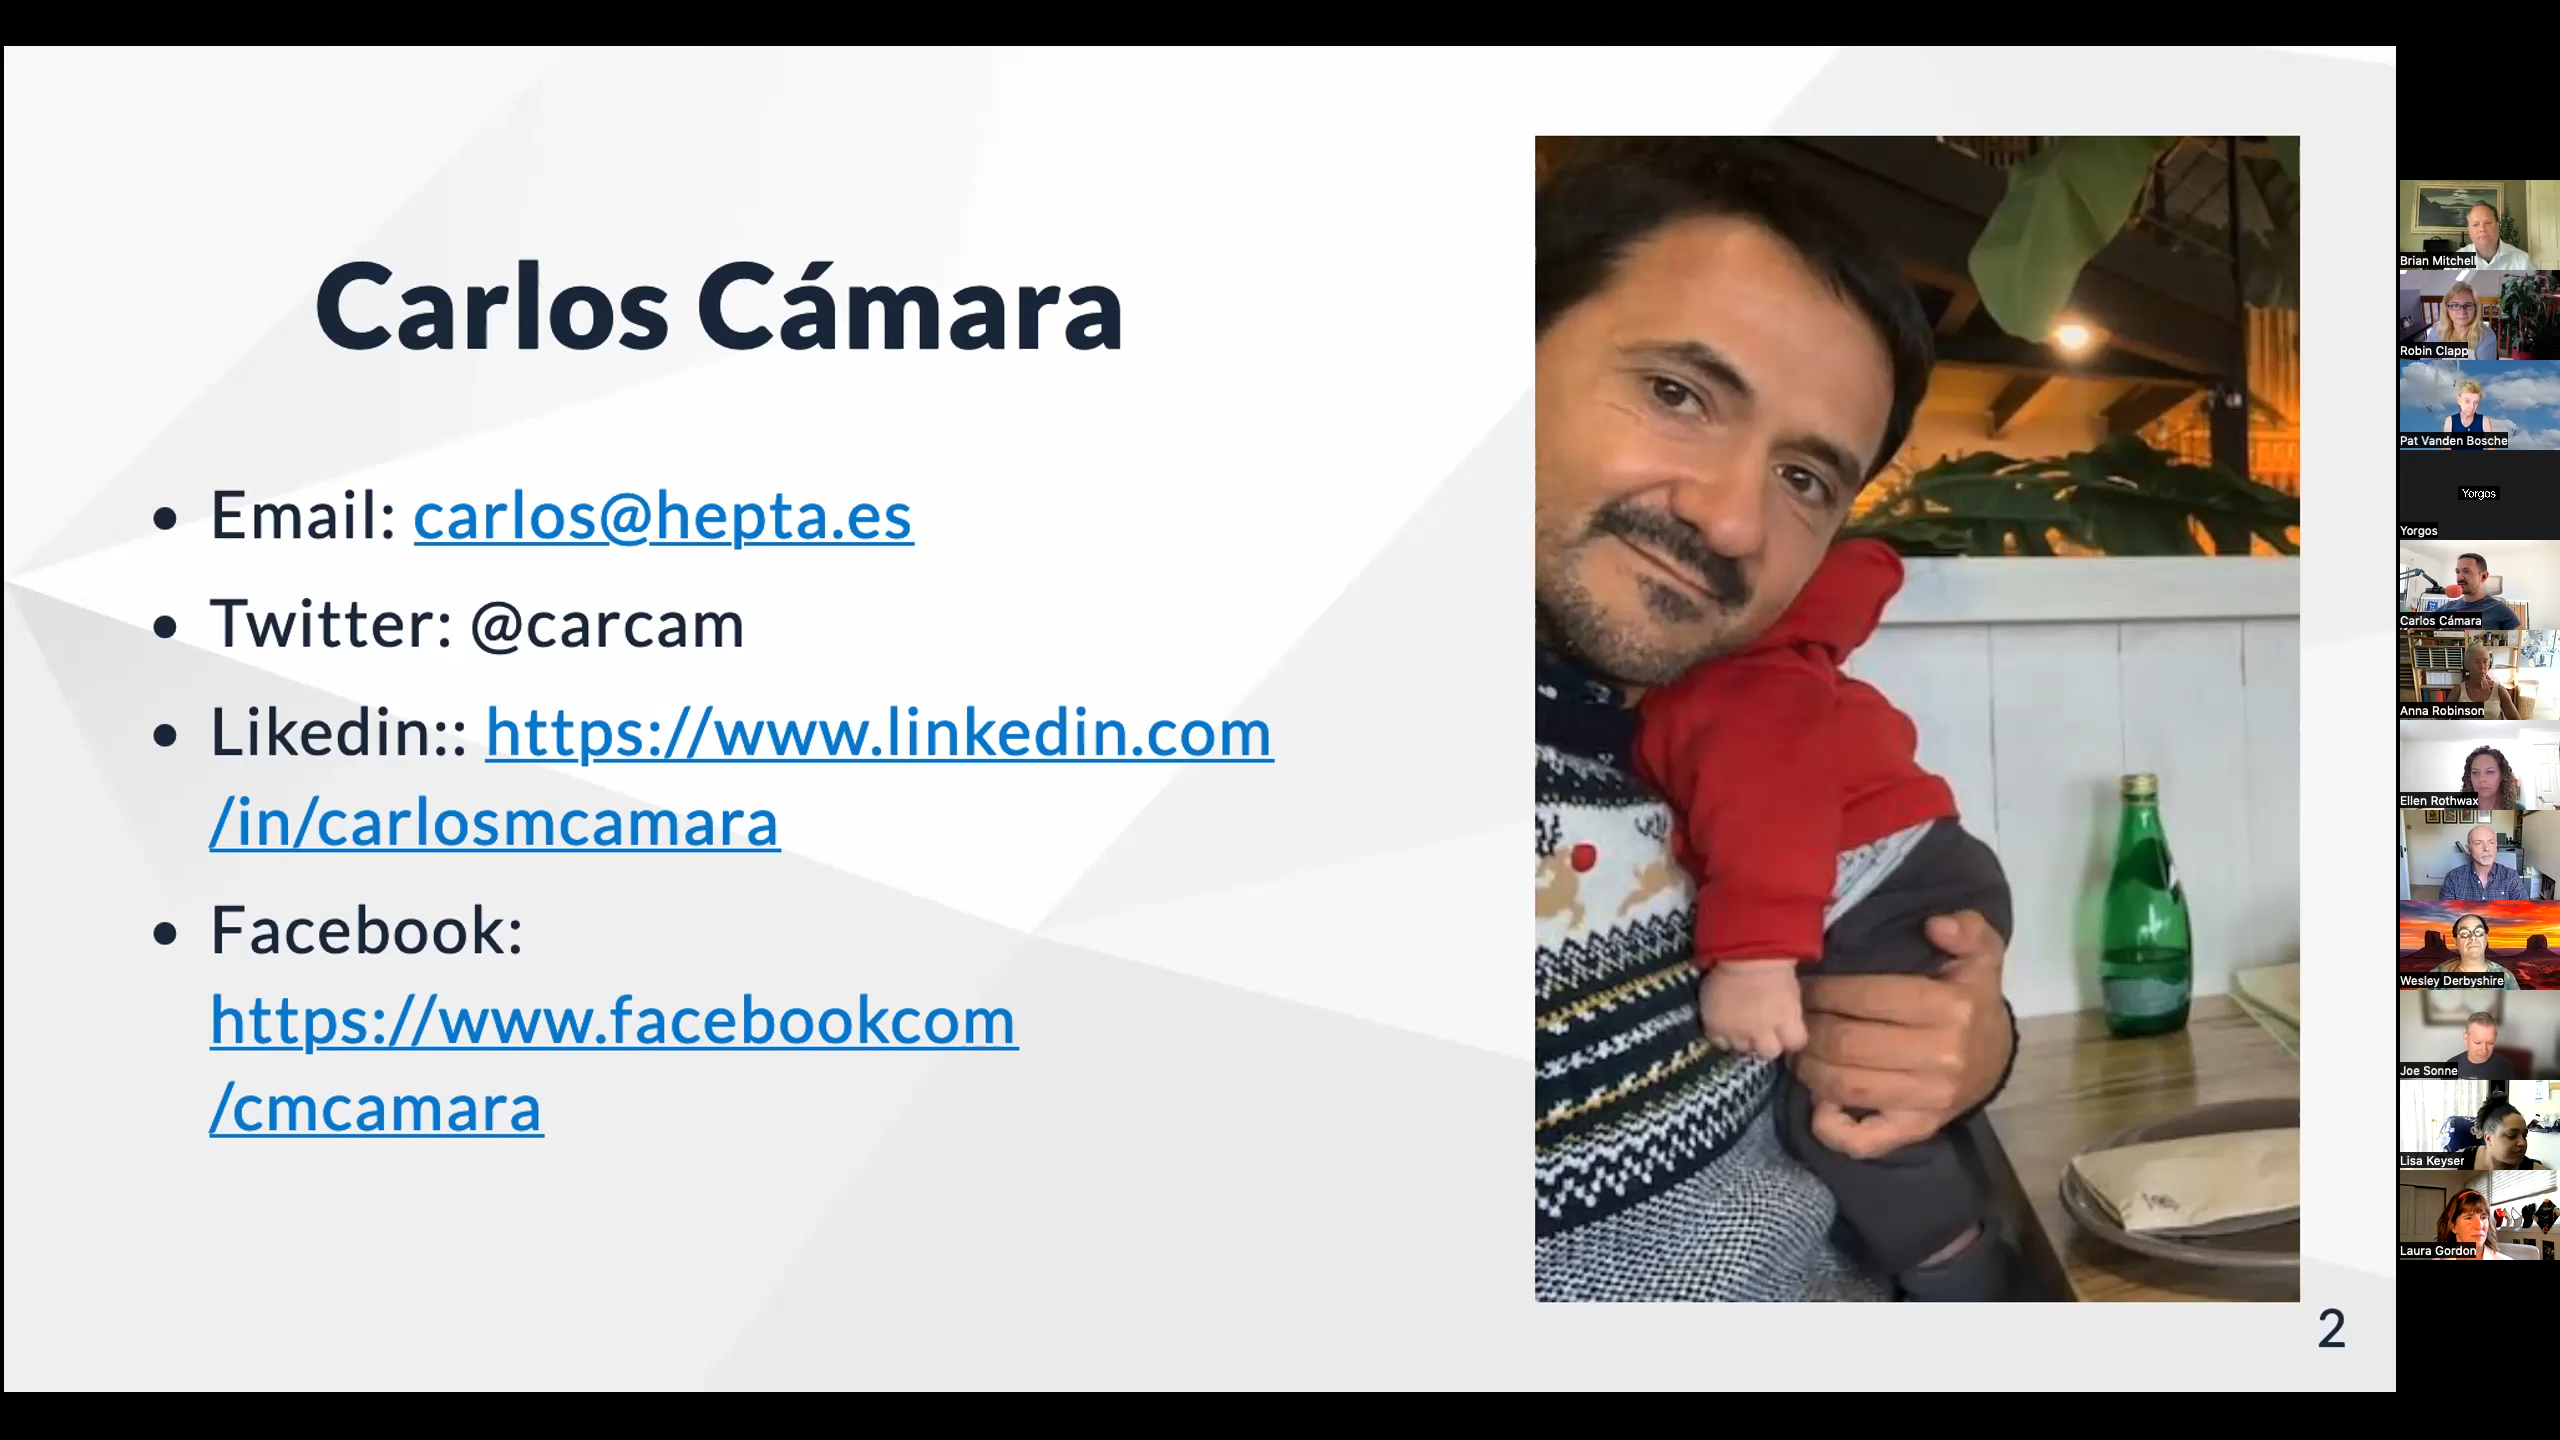 Carlos Cámara
Email: carlos@hepta.es
Twitter: @carcam
Likedin:: https://www.linkedin.com
/in/carlosmcamara
Facebook:
https://www.facebookcom
/cmcamara
2
Brian Mitchell
Robin Clapp
Pat Vanden Bosche
Yorgos
Yorgos
Carlos Cámara
Anna Robinson
Ellen Rothwax
Wesley Derbyshire
Joe Sonne
Lisa Keyser
Laura Gordon